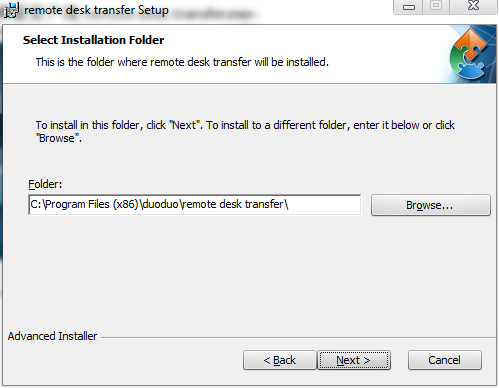 remote desk transfer Setup
Select Installation Folder
This is the folder where remote desk transfer will be installed.
To install in this folder, click "Next". To install to a different folder, enter it below or click
"Browse".
Folder:
C:\Program Files (x86)\duoduo\remote desk transfer\
Browse...
Advanced Installer
< Back
Next >
Cancel